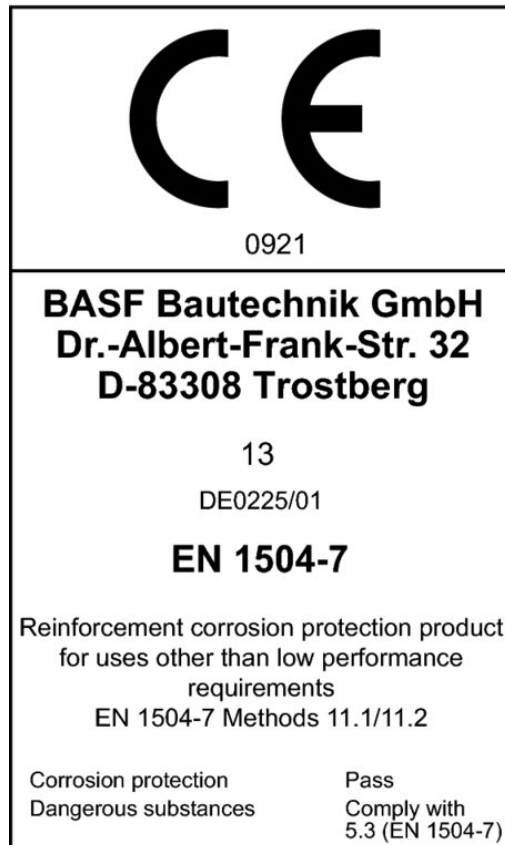 CE
0921
BASF Bautechnik GmbH
Dr.-Albert-Frank-Str. 32
D-83308 Trostberg
13
DE0225/01
EN 1504-7
Reinforcement corrosion protection product
for uses other than low performance
requirements
EN 1504-7 Methods 11.1/11.2
Corrosion protection Pass
Dangerous substances Comply with
5.3 (EN 1504-7)